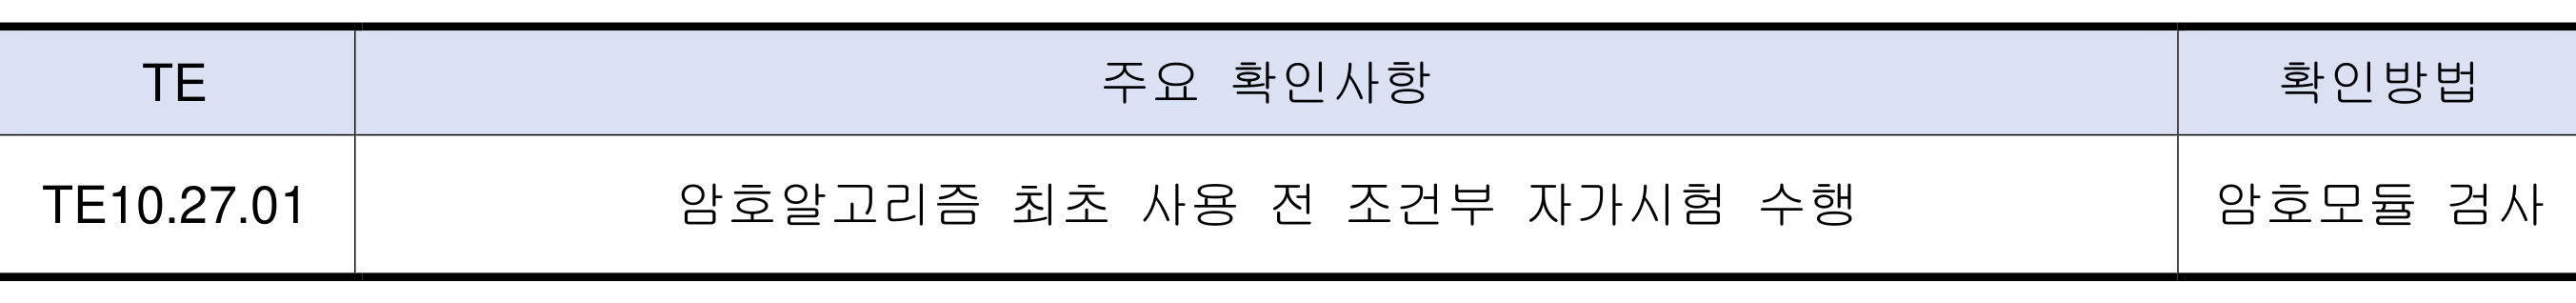 TE 주요 확인사항 확인방법
TE10.27.01 암호알고리즘 최초 사용 전 조건부 자가시험 수행 암호모듈 검사